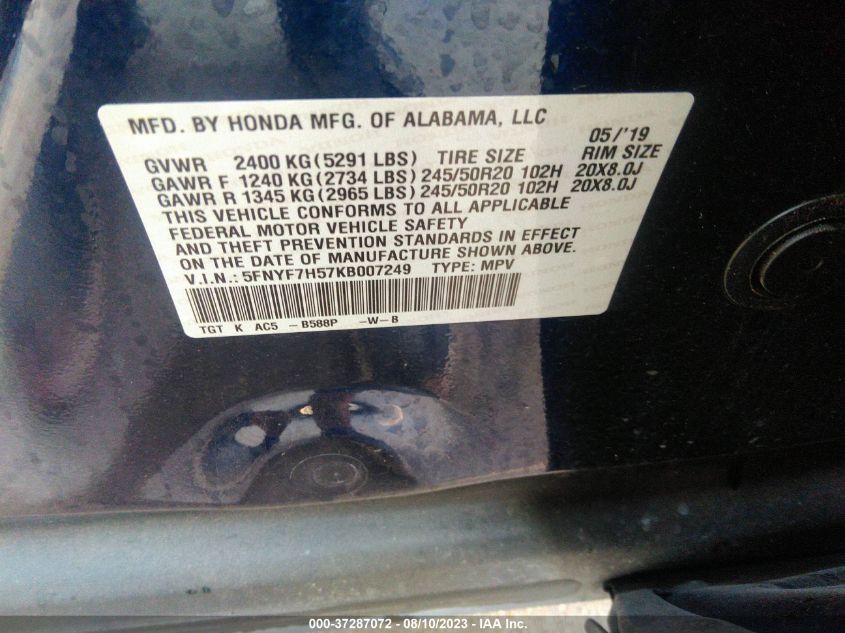 MFD. BY HONDA MFG. OF ALABAMA, LLC 05/'19
GVWR 2400 KG(5291 LBS) TIRE SIZE RIM SIZE
GAWR F 1240 KG(2734 LBS) 245/50R20 102H 20X8.0J
GAWR R 1345 KG(2965 LBS) 245/50R20 102H 20X8.0J
THIS VEHICLE CONFORMS TO ALL APPLICABLE
FEDERAL MOTOR VEHICLE SAFETY
AND THEFT PREVENTION STANDARDS IN EFFECT
ON THE DATE OF MANUFACTURE SHOWN ABOVE.
V.I.N.: 5FNYF7H57KB007249 TYPE: MPV
TGT K AC5 -B588P -W-B
000-37287072 - 08/10/2023 - IAA Inc.